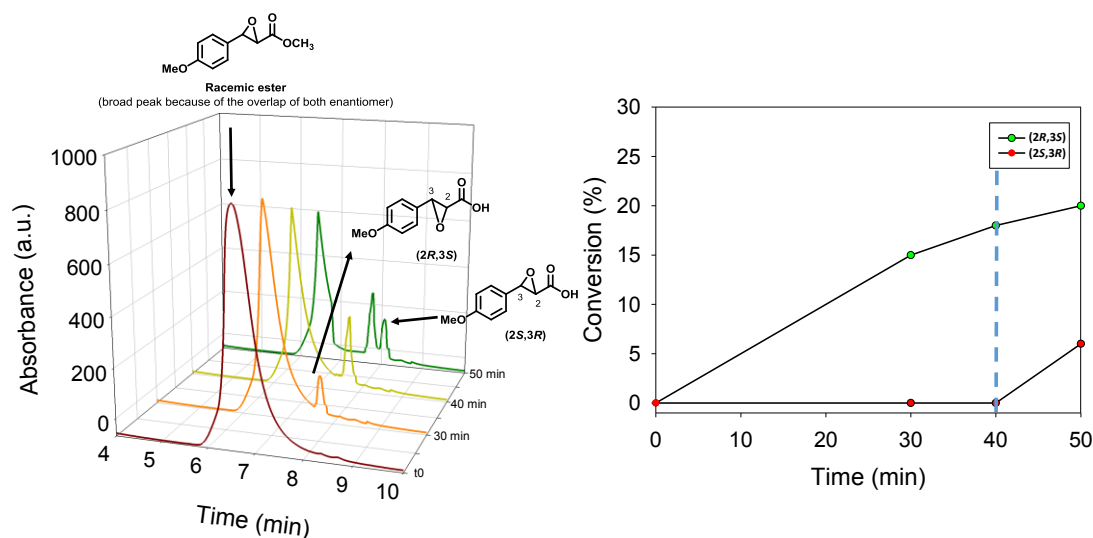 O
O
OCH3
MeO
Racemic ester
(broad peak because of the overlap of both enantiomer)
1000
800
600
400
200
0
Absorbance (a.u.)
4
5
6
7
8
9
10
Time (min)
t0
30 min
40 min
50 min
O
3
2
OH
O
MeO
(2R,3S)
O
O
3
2
OH
MeO
(2S,3R)
30
25
20
15
10
5
0
Conversion (%)
(2R,3S)
(2S,3R)
0
10
20
30
40
50
Time (min)